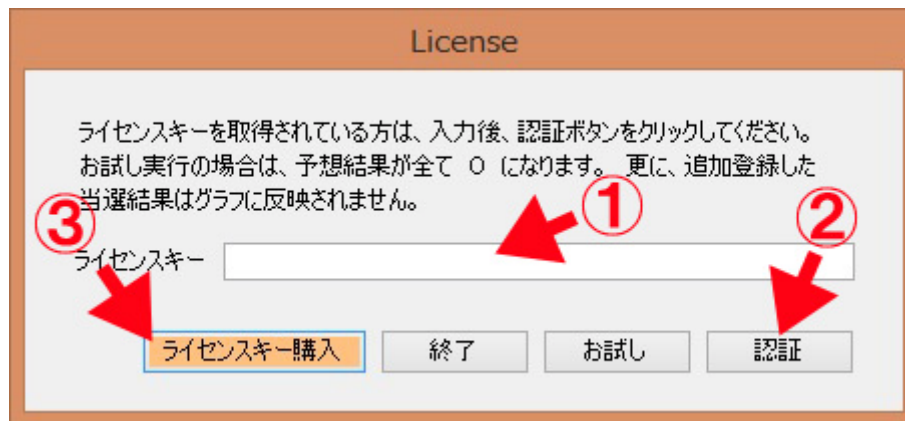 License
ライセンスキーを取得されている方は、入力後、認証ボタンをクリックしてください。
お試し実行の場合は、予想結果が全て 0 になります。 更に、追加登録した
当選結果はグラフに反映されません。
①
②
③
ライセンスキー
ライセンスキー購入 終了 お試し 認証